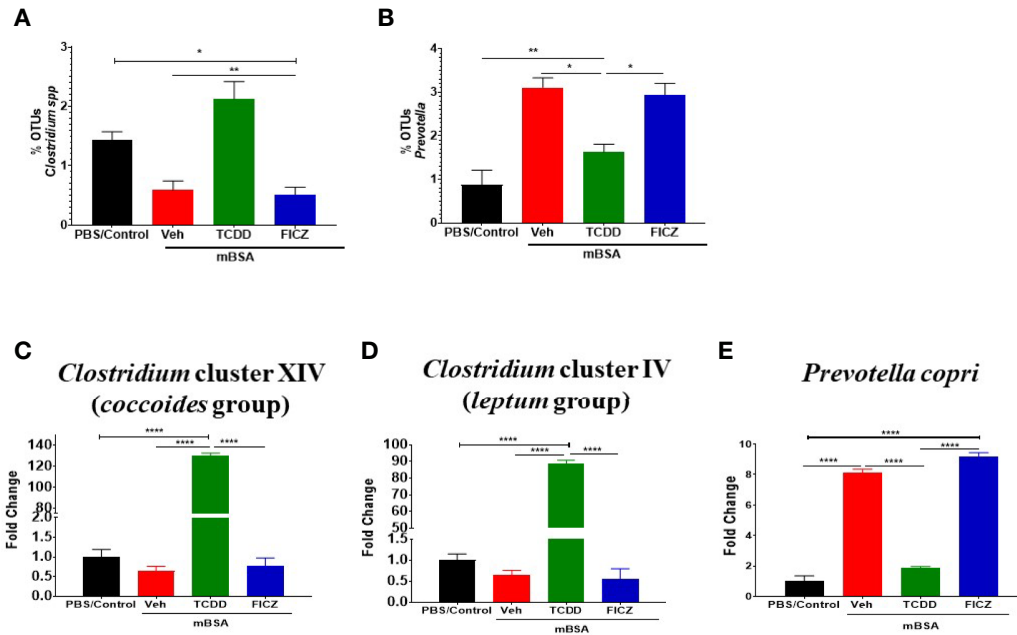 A
3
2
1
0
% OTUs
Clostridium spp
*
**
PBS/Control Veh TCDD FICZ
mBSA
B
4
3
2
1
0
% OTUs
Prevotella
**
* *
PBS/Control Veh TCDD FICZ
mBSA
C
Clostridium cluster XIV
(coccoides group)
Fold Change
140
120
100
80
2.0
1.5
1.0
0.5
0.0
****
**** ****
PBS/Control Veh TCDD FICZ
mBSA
D
Clostridium cluster IV
(leptum group)
Fold Change
100
90
80
70
60
50
1.5
1.0
0.5
0.0
****
**** ****
PBS/Control Veh TCDD FICZ
mBSA
E
Prevotella copri
Fold Change
10
8
6
4
2
0
****
****
**** ****
PBS/Control Veh TCDD FICZ
mBSA